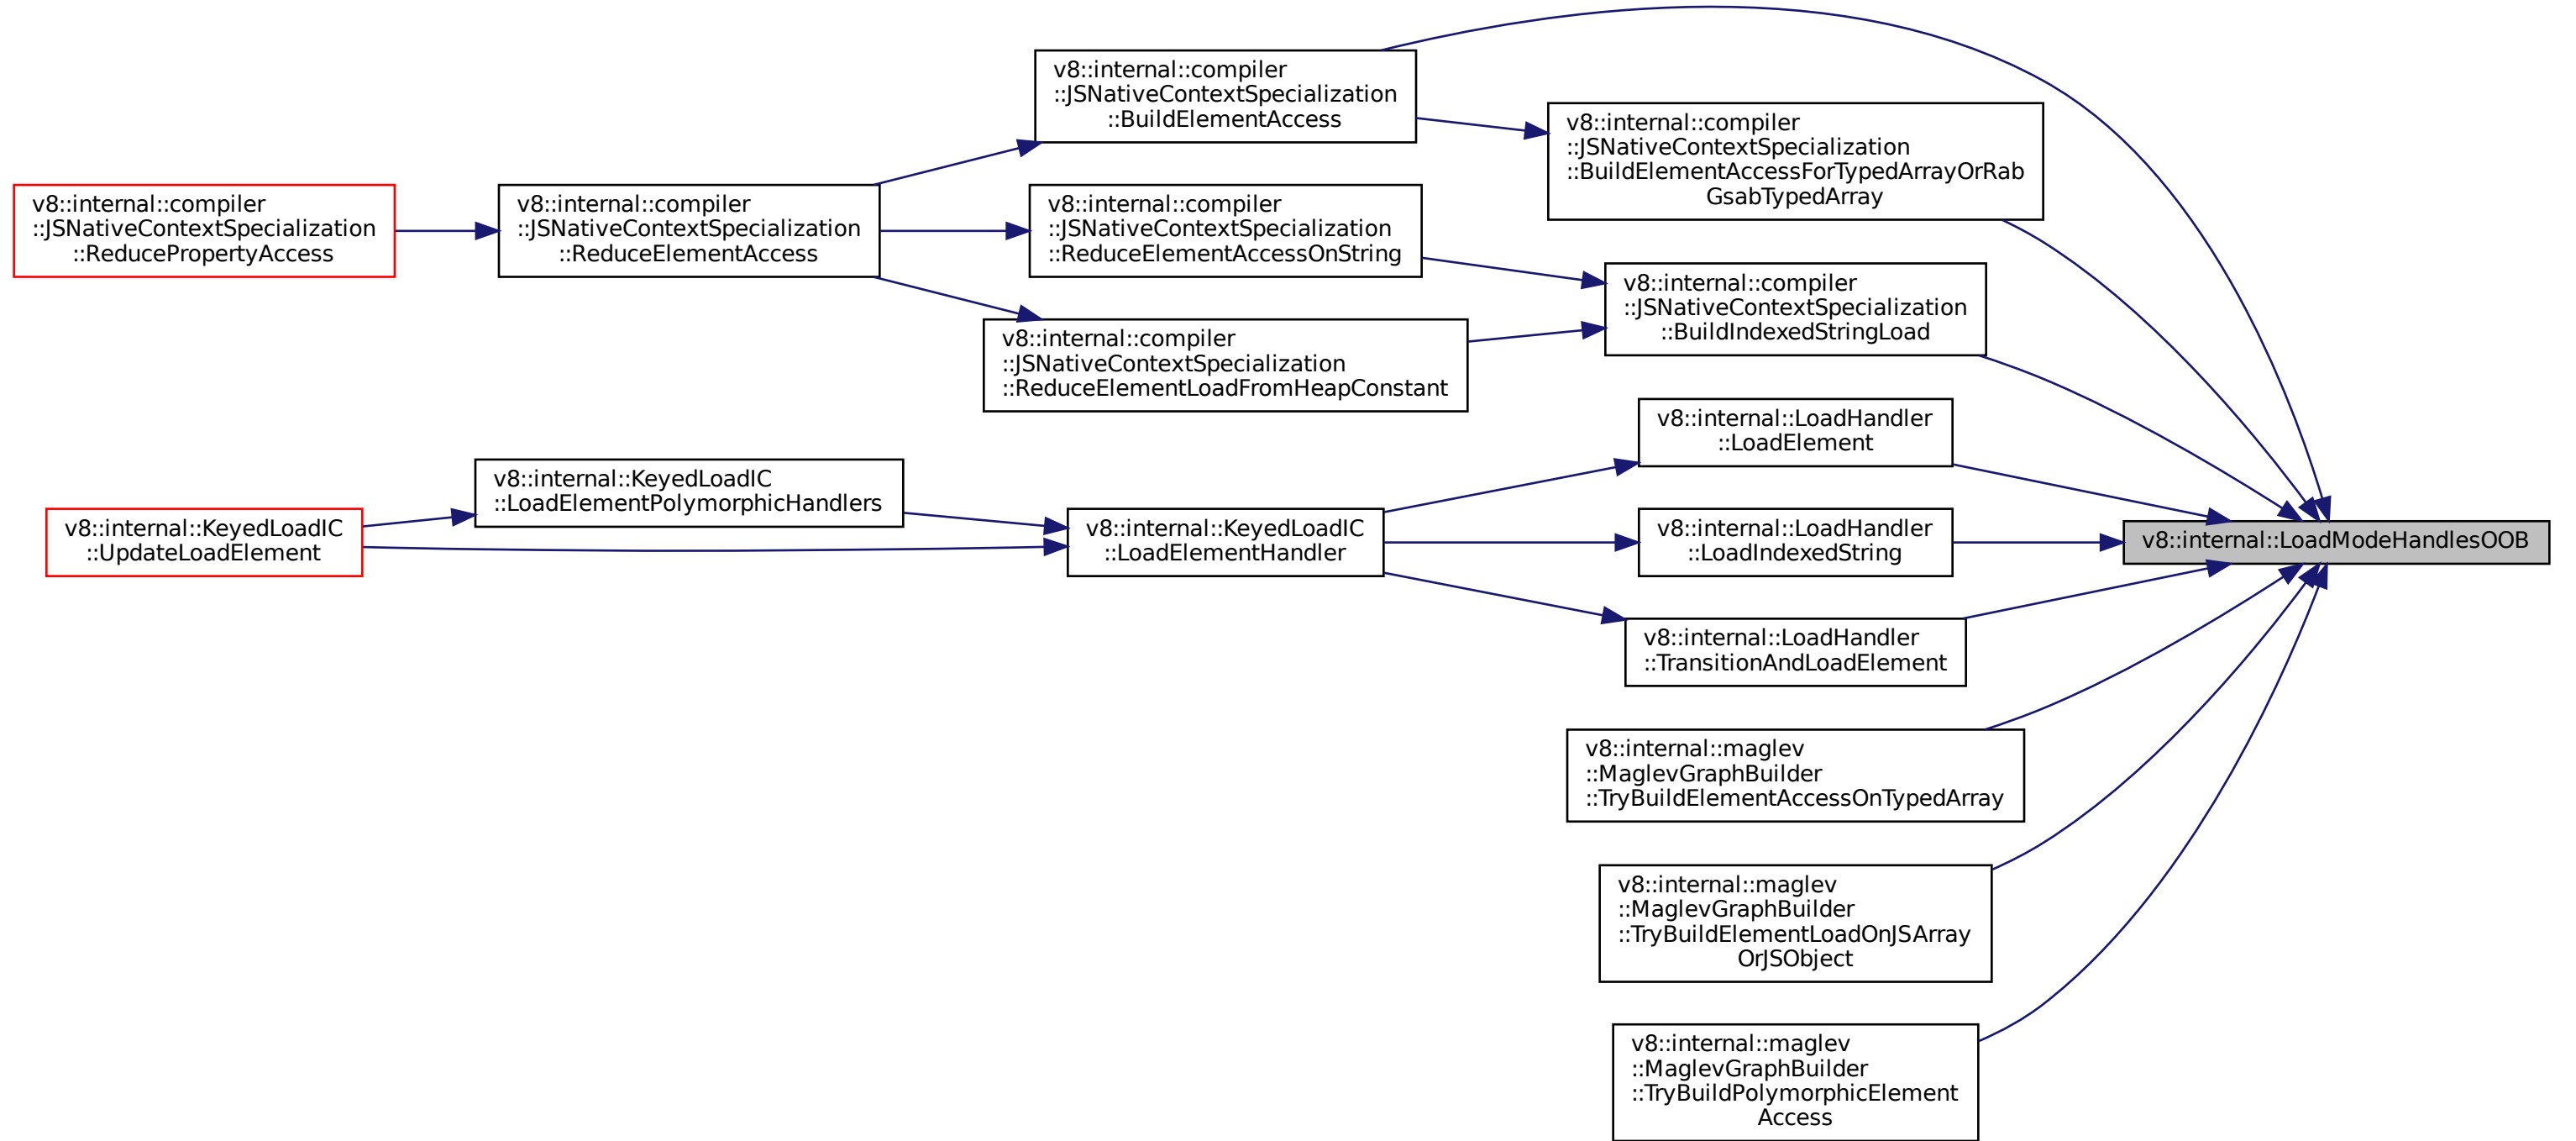 v8::internal::compiler
::JSNativeContextSpecialization
::BuildElementAccess
v8::internal::compiler
::JSNativeContextSpecialization
::BuildElementAccessForTypedArrayOrRab
GsabTypedArray
v8::internal::compiler
::JSNativeContextSpecialization
::ReducePropertyAccess
v8::internal::compiler
::JSNativeContextSpecialization
::ReduceElementAccess
v8::internal::compiler
::JSNativeContextSpecialization
::ReduceElementAccessOnString
v8::internal::compiler
::JSNativeContextSpecialization
::BuildIndexedStringLoad
v8::internal::compiler
::JSNativeContextSpecialization
::ReduceElementLoadFromHeapConstant
v8::internal::LoadHandler
::LoadElement
v8::internal::KeyedLoadIC
::LoadElementPolymorphicHandlers
v8::internal::KeyedLoadIC
::UpdateLoadElement
v8::internal::KeyedLoadIC
::LoadElementHandler
v8::internal::LoadHandler
::LoadIndexedString
v8::internal::LoadModeHandlesOOB
v8::internal::LoadHandler
::TransitionAndLoadElement
v8::internal::maglev
::MaglevGraphBuilder
::TryBuildElementAccessOnTypedArray
v8::internal::maglev
::MaglevGraphBuilder
::TryBuildElementLoadOnJSArray
OrJSObject
v8::internal::maglev
::MaglevGraphBuilder
::TryBuildPolymorphicElement
Access